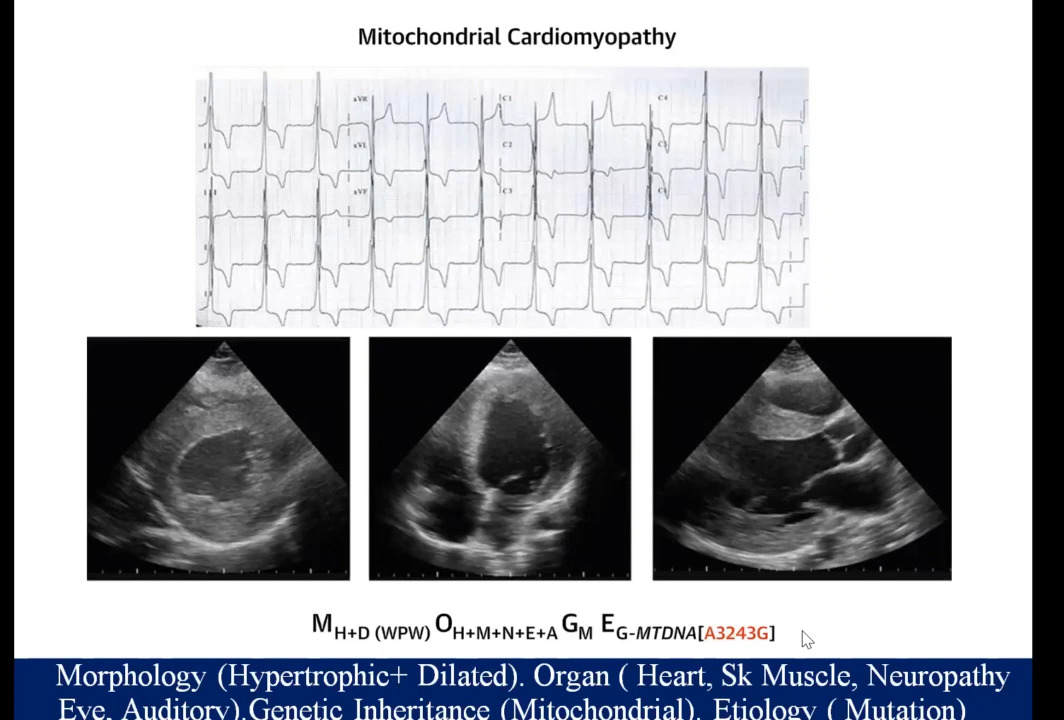 Mitochondrial Cardiomyopathy
I aVR C1 C4
aVL C2
III aVF C3
M H+D (WPW) O H+M+N+E+A G M E G-MTDNA[A3243G]
Morphology (Hypertrophic+ Dilated). Organ ( Heart, Sk Muscle, Neuropathy
Eye, Auditory).Genetic Inheritance (Mitochondrial). Etiology ( Mutation)